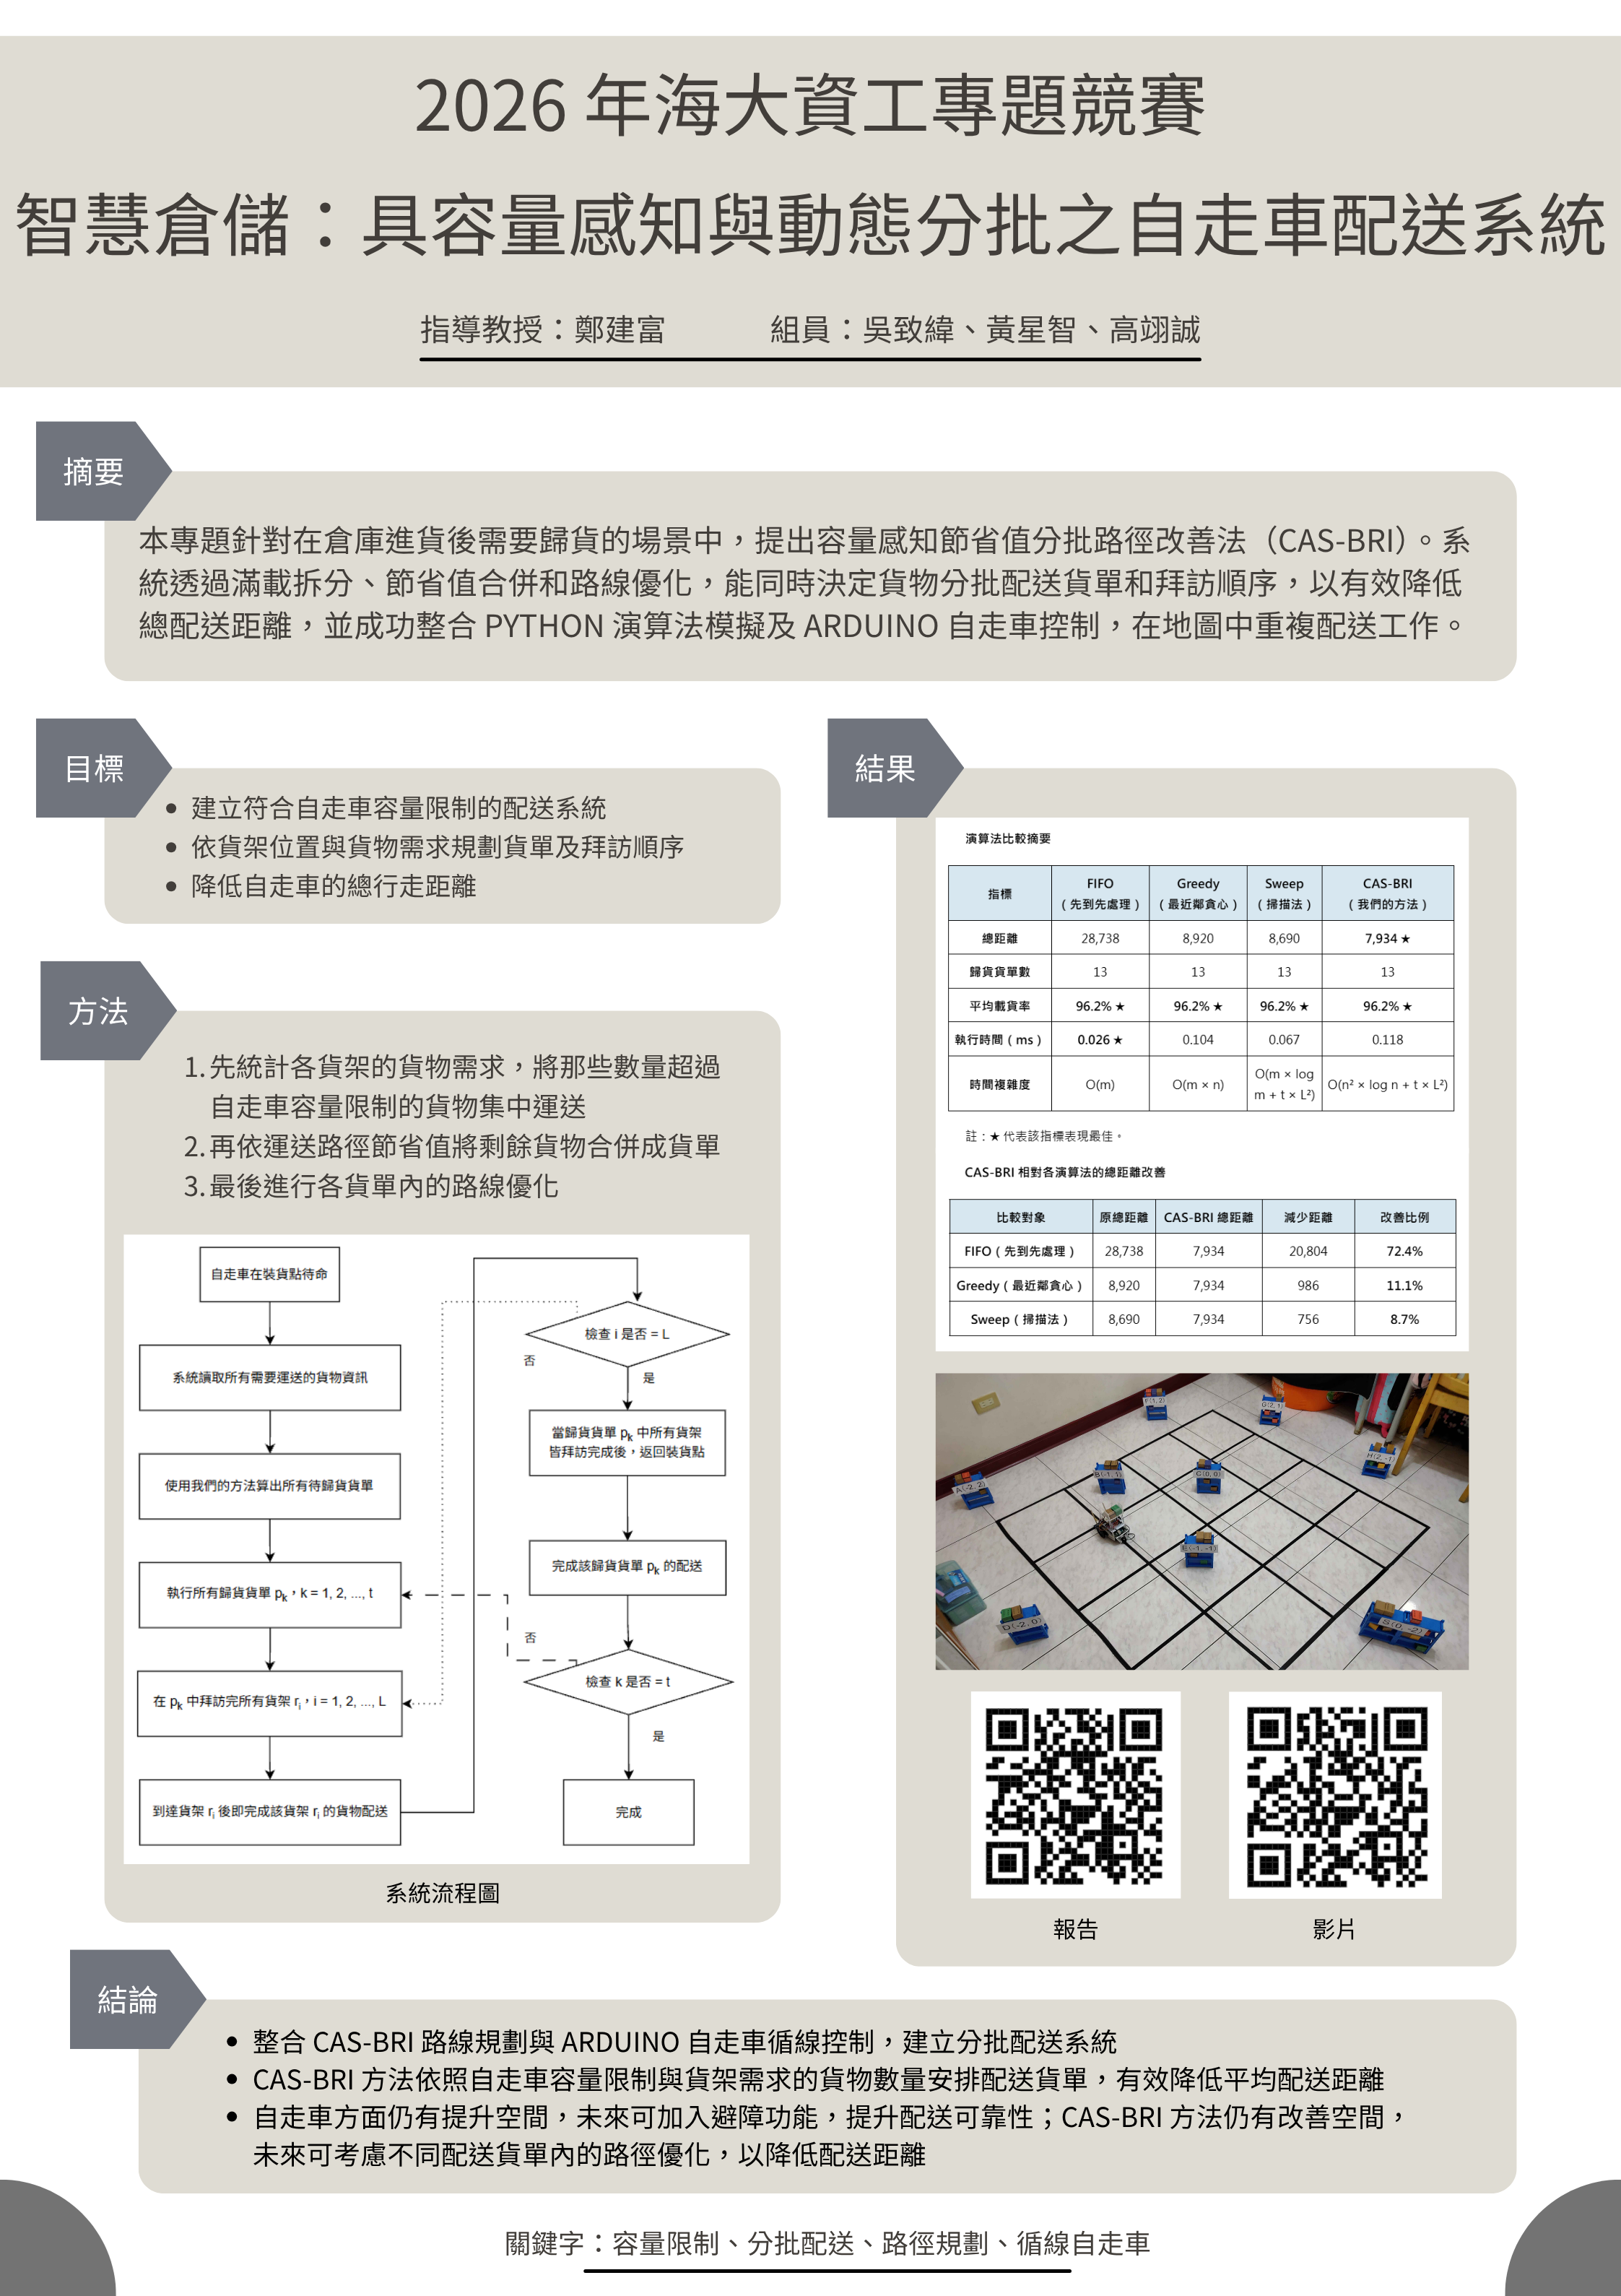 2026 年海大資工專題競賽
智慧倉儲：具容量感知與動態分批之自走車配送系統
指導教授：鄭建富 組員：吳致緯、黃星智、高翊誠
摘要
本專題針對在倉庫進貨後需要歸貨的場景中，提出容量感知節省值分批路徑改善法（CAS-BRI）。系
統透過滿載拆分、節省值合併和路線優化，能同時決定貨物分批配送貨單和拜訪順序，以有效降低
總配送距離，並成功整合 PYTHON 演算法模擬及 ARDUINO 自走車控制，在地圖中重複配送工作。
目標
建立符合自走車容量限制的配送系統
依貨架位置與貨物需求規劃貨單及拜訪順序
降低自走車的總行走距離
方法
1. 先統計各貨架的貨物需求，將那些數量超過
自走車容量限制的貨物集中運送
2. 再依運送路徑節省值將剩餘貨物合併成貨單
3. 最後進行各貨單內的路線優化
自走車在裝貨點待命
系統讀取所有需要運送的貨物資訊
使用我們的方法算出所有待歸貨貨單
執行所有歸貨貨單 pk，k = 1, 2, ..., t
在 pk 中拜訪完所有貨架 ri，i = 1, 2, ..., L
到達貨架 ri 後即完成該貨架 ri 的貨物配送
檢查 i 是否 = L
否
是
當歸貨貨單 pk 中所有貨架
皆拜訪完成後，返回裝貨點
完成該歸貨貨單 pk 的配送
否
檢查 k 是否 = t
是
完成
系統流程圖
結果
演算法比較摘要
指標 FIFO（先到先處理） Greedy（最近鄰貪心） Sweep（掃描法） CAS-BRI（我們的方法）
總距離 28,738 8,920 8,690 7,934 ★
歸貨貨單數 13 13 13 13
平均載貨率 96.2% ★ 96.2% ★ 96.2% ★ 96.2% ★
執行時間（ms） 0.026 ★ 0.104 0.067 0.118
時間複雜度 O(m) O(m × n) O(m × log m + t × L²) O(n² × log n + t × L²)
註：★ 代表該指標表現最佳。
CAS-BRI 相對各演算法的總距離改善
比較對象 原總距離 CAS-BRI 總距離 減少距離 改善比例
FIFO（先到先處理） 28,738 7,934 20,804 72.4%
Greedy（最近鄰貪心） 8,920 7,934 986 11.1%
Sweep（掃描法） 8,690 7,934 756 8.7%
F(1, 2)
G(2, 1)
H(2, -1)
A(-2, 2)
B(-1, 1)
C(0, 0)
E(-1, -1)
D(-2, 0)
S(0, -2)
報告
影片
結論
整合 CAS-BRI 路線規劃與 ARDUINO 自走車循線控制，建立分批配送系統
CAS-BRI 方法依照自走車容量限制與貨架需求的貨物數量安排配送貨單，有效降低平均配送距離
自走車方面仍有提升空間，未來可加入避障功能，提升配送可靠性；CAS-BRI 方法仍有改善空間，
未來可考慮不同配送貨單內的路徑優化，以降低配送距離
關鍵字：容量限制、分批配送、路徑規劃、循線自走車